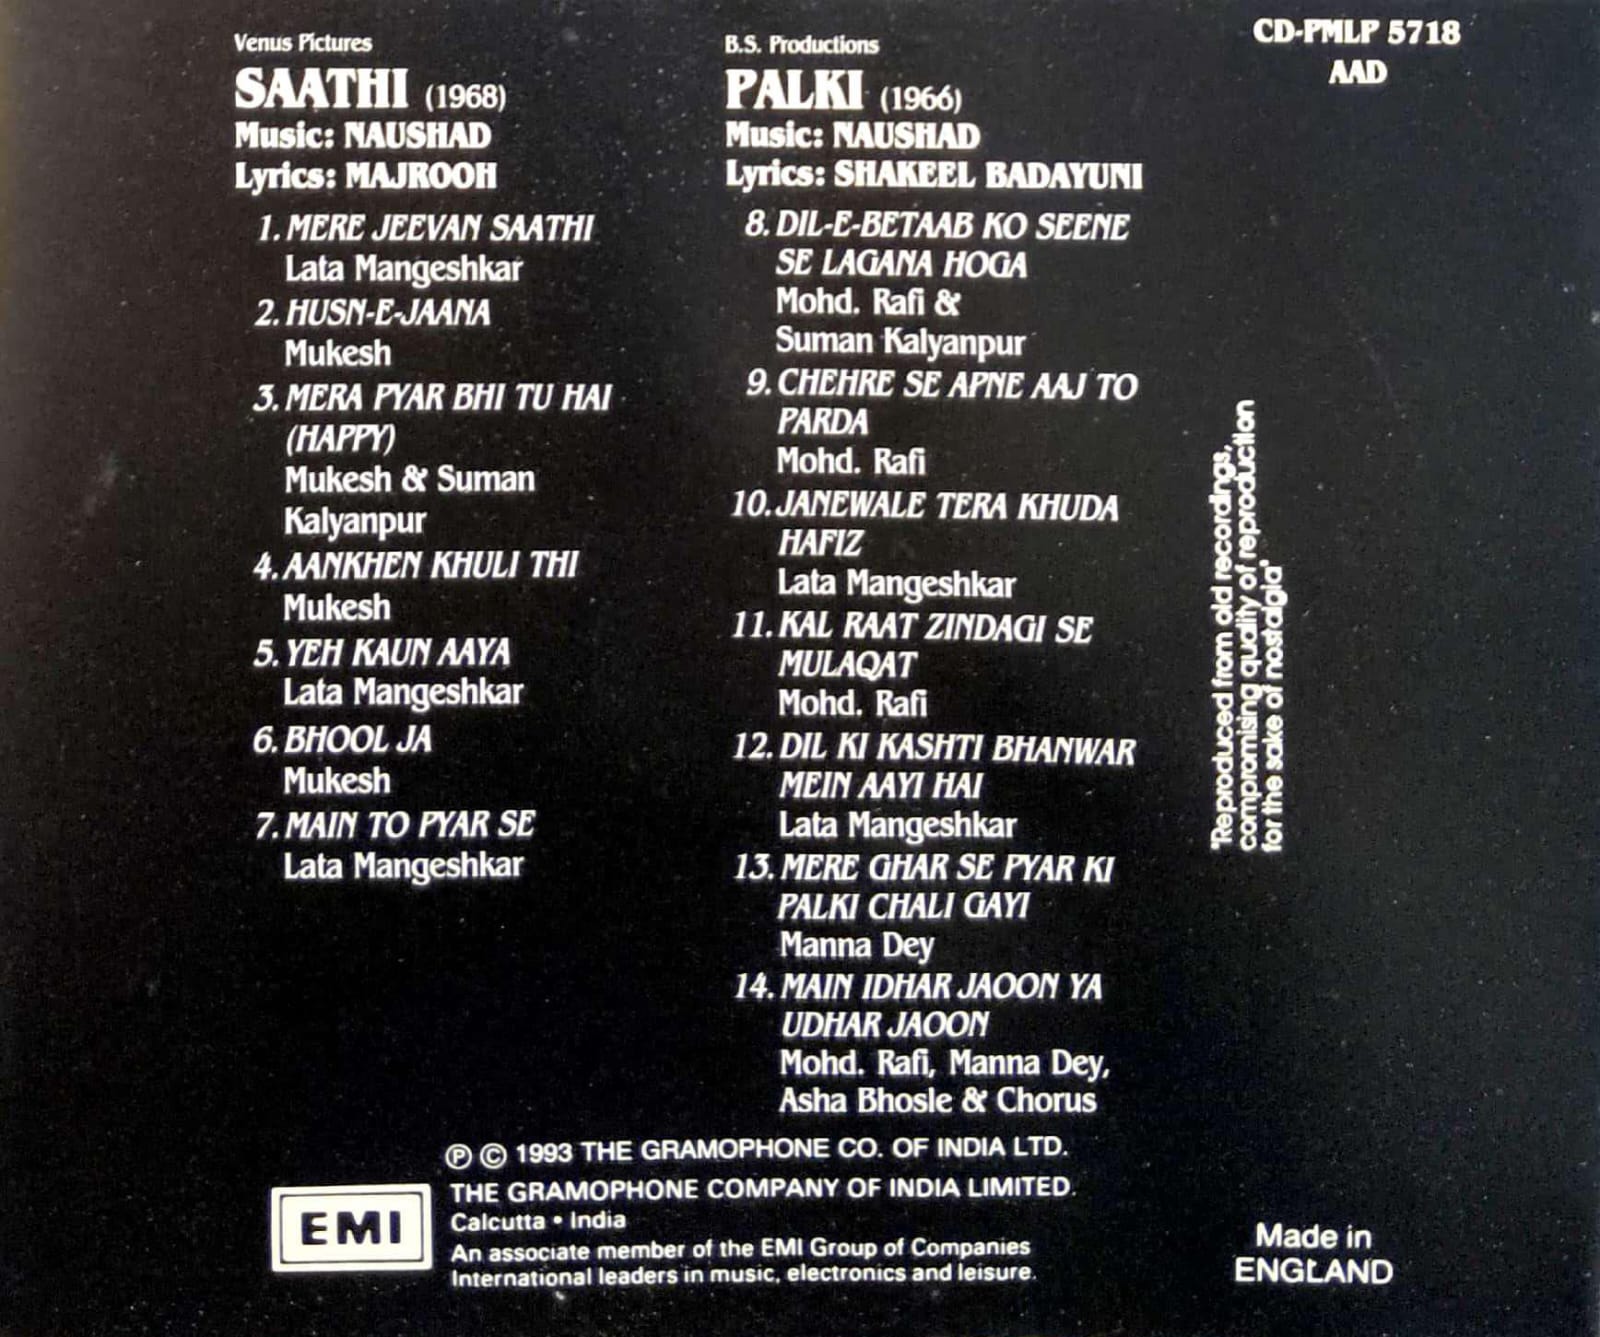 Venus Pictures
SAATHI (1968)
Music: NAUSHAD
Lyrics: MAJROOH
1. MERE JEEVAN SAATHI
Lata Mangeshkar
2. HUSN-E-JAANA
Mukesh
3. MERA PYAR BHI TU HAI
(HAPPY)
Mukesh & Suman
Kalyanpur
4. AANKHEN KHULI THI
Mukesh
5. YEH KAUN AAYA
Lata Mangeshkar
6. BHOOL JA
Mukesh
7. MAIN TO PYAR SE
Lata Mangeshkar
B.S. Productions
PALKI (1966)
Music: NAUSHAD
Lyrics: SHAKEEL BADAYUNI
8. DIL-E-BETAAB KO SEENE
SE LAGANA HOGA
Mohd. Rafi &
Suman Kalyanpur
9. CHEHRE SE APNE AAJ TO
PARDA
Mohd. Rafi
10. JANEWALE TERA KHUDA
HAFIZ
Lata Mangeshkar
11. KAL RAAT ZINDAGI SE
MULAQAT
Mohd. Rafi
12. DIL KI KASHTI BHANWAR
MEIN AAYI HAI
Lata Mangeshkar
13. MERE GHAR SE PYAR KI
PALKI CHALI GAYI
Manna Dey
14. MAIN IDHAR JAOON YA
UDHAR JAOON
Mohd. Rafi, Manna Dey,
Asha Bhosle & Chorus
CD-PMLP 5718
AAD
"Reproduced from old recordings,
compromising quality of reproduction
for the sake of nostalgia"
℗ © 1993 THE GRAMOPHONE CO. OF INDIA LTD.
EMI
THE GRAMOPHONE COMPANY OF INDIA LIMITED.
Calcutta • India
An associate member of the EMI Group of Companies
International leaders in music, electronics and leisure.
Made in
ENGLAND